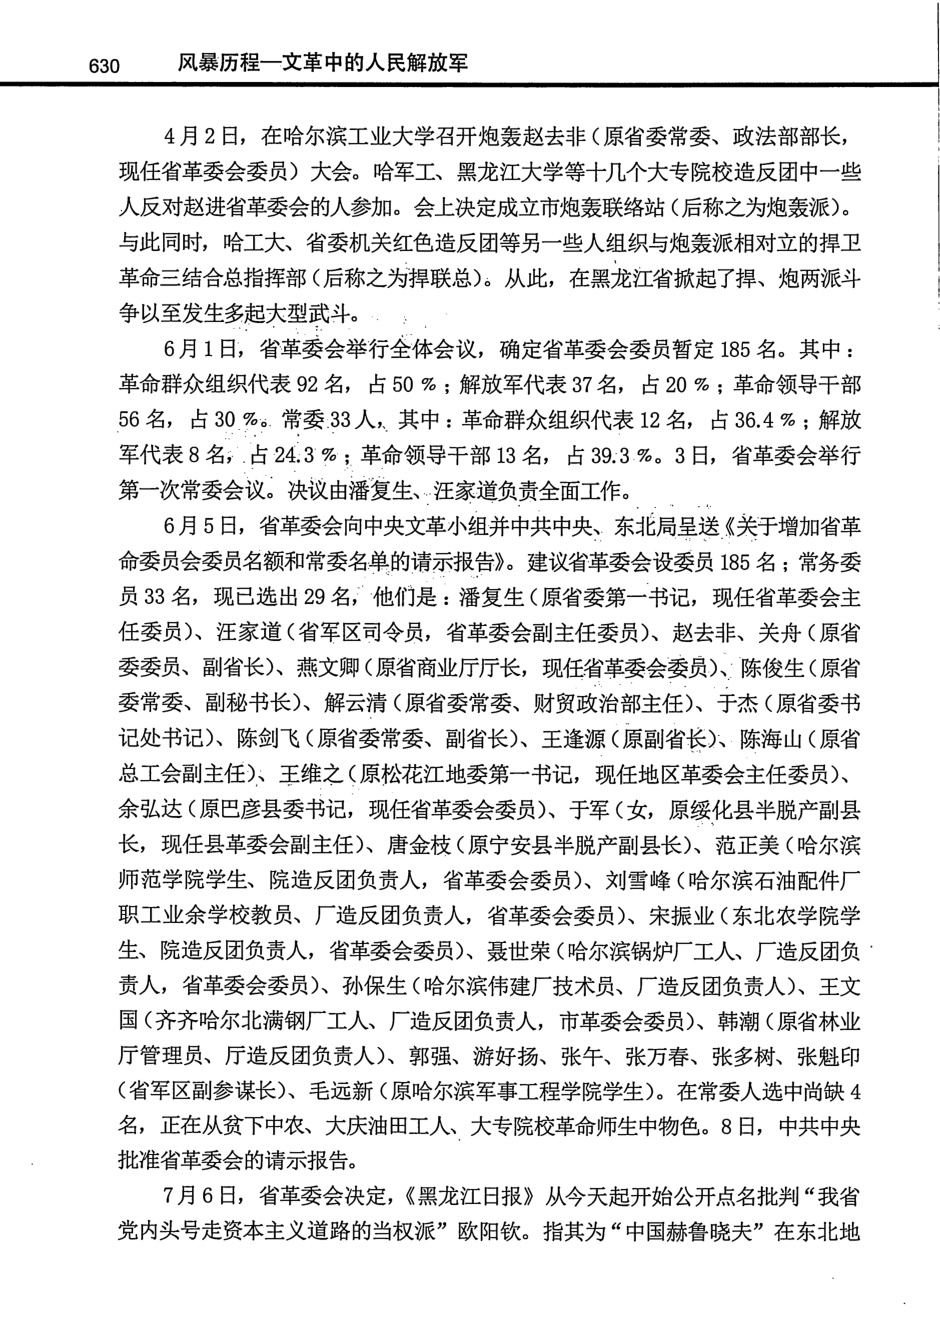 630 风暴历程—文革中的人民解放军
4月2日，在哈尔滨工业大学召开炮轰赵去非（原省委常委、政法部部长，
现任省革委会委员）大会。哈军工、黑龙江大学等十几个大专院校造反团中一些
人反对赵进省革委会的人参加。会上决定成立市炮轰联络站（后称之为炮轰派）。
与此同时，哈工大、省委机关红色造反团等另一些人组织与炮轰派相对立的捍卫
革命三结合总指挥部（后称之为捍联总）。从此，在黑龙江省掀起了捍、炮两派斗
争以至发生多起大型武斗。
6月1日，省革委会举行全体会议，确定省革委会委员暂定185名。其中：
革命群众组织代表92名，占50％；解放军代表37名，占20％；革命领导干部
56名，占30％。常委33人，其中：革命群众组织代表12名，占36.4％；解放
军代表8名，占24.3％；革命领导干部13名，占39.3％。3日，省革委会举行
第一次常委会议。决议由潘复生、汪家道负责全面工作。
6月5日，省革委会向中央文革小组并中共中央、东北局呈送《关于增加省革
命委员会委员名额和常委名单的请示报告》。建议省革委会设委员185名；常务委
员33名，现已选出29名，他们是：潘复生（原省委第一书记，现任省革委会主
任委员）、汪家道（省军区司令员，省革委会副主任委员）、赵去非、关舟（原省
委委员、副省长）、燕文卿（原省商业厅厅长，现任省革委会委员）、陈俊生（原省
委常委、副秘书长）、解云清（原省委常委、财贸政治部主任）、于杰（原省委书
记处书记）、陈剑飞（原省委常委、副省长）、王逢源（原副省长）、陈海山（原省
总工会副主任）、王维之（原松花江地委第一书记，现任地区革委会主任委员）、
余弘达（原巴彦县委书记，现任省革委会委员）、于军（女，原绥化县半脱产副县
长，现任县革委会副主任）、唐金枝（原宁安县半脱产副县长）、范正美（哈尔滨
师范学院学生、院造反团负责人，省革委会委员）、刘雪峰（哈尔滨石油配件厂
职工业余学校教员、厂造反团负责人，省革委会委员）、宋振业（东北农学院学
生、院造反团负责人，省革委会委员）、聂世荣（哈尔滨锅炉厂工人、厂造反团负
责人，省革委会委员）、孙保生（哈尔滨伟建厂技术员、厂造反团负责人）、王文
国（齐齐哈尔北满钢厂工人、厂造反团负责人，市革委会委员）、韩潮（原省林业
厅管理员、厅造反团负责人）、郭强、游好扬、张午、张万春、张多树、张魁印
（省军区副参谋长）、毛远新（原哈尔滨军事工程学院学生）。在常委人选中尚缺4
名，正在从贫下中农、大庆油田工人、大专院校革命师生中物色。8日，中共中央
批准省革委会的请示报告。
7月6日，省革委会决定，《黑龙江日报》从今天起开始公开点名批判“我省
党内头号走资本主义道路的当权派”欧阳钦。指其为“中国赫鲁晓夫”在东北地